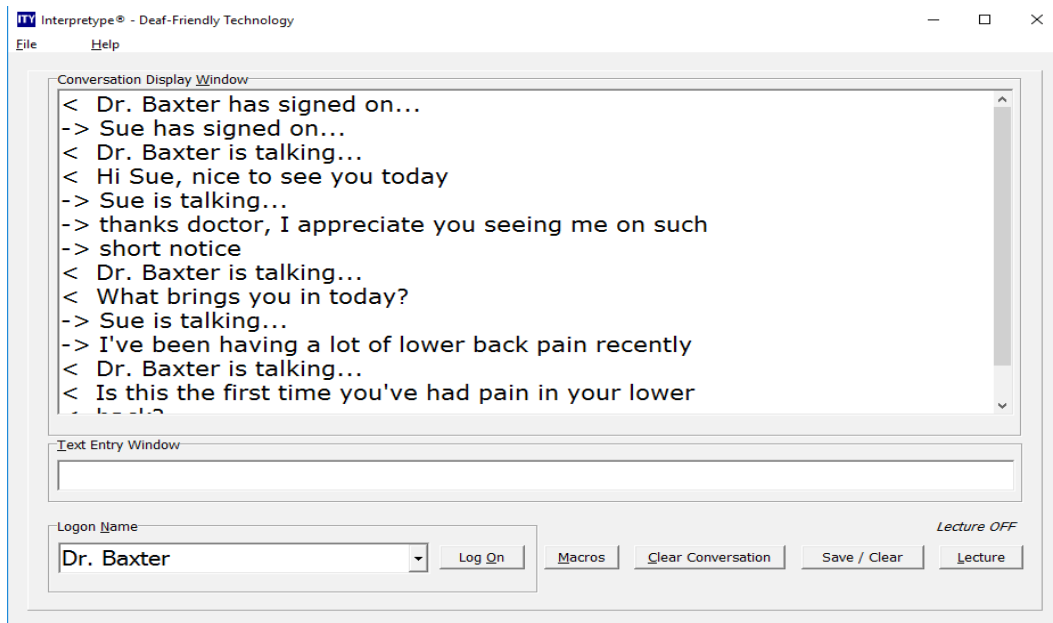 ITY Interpretype® - Deaf-Friendly Technology
File Help
Conversation Display Window
< Dr. Baxter has signed on...
-> Sue has signed on...
< Dr. Baxter is talking...
< Hi Sue, nice to see you today
-> Sue is talking...
-> thanks doctor, I appreciate you seeing me on such
-> short notice
< Dr. Baxter is talking...
< What brings you in today?
-> Sue is talking...
-> I've been having a lot of lower back pain recently
< Dr. Baxter is talking...
< Is this the first time you've had pain in your lower
< back?
Text Entry Window
Logon Name
Lecture OFF
Dr. Baxter Log On Macros Clear Conversation Save / Clear Lecture